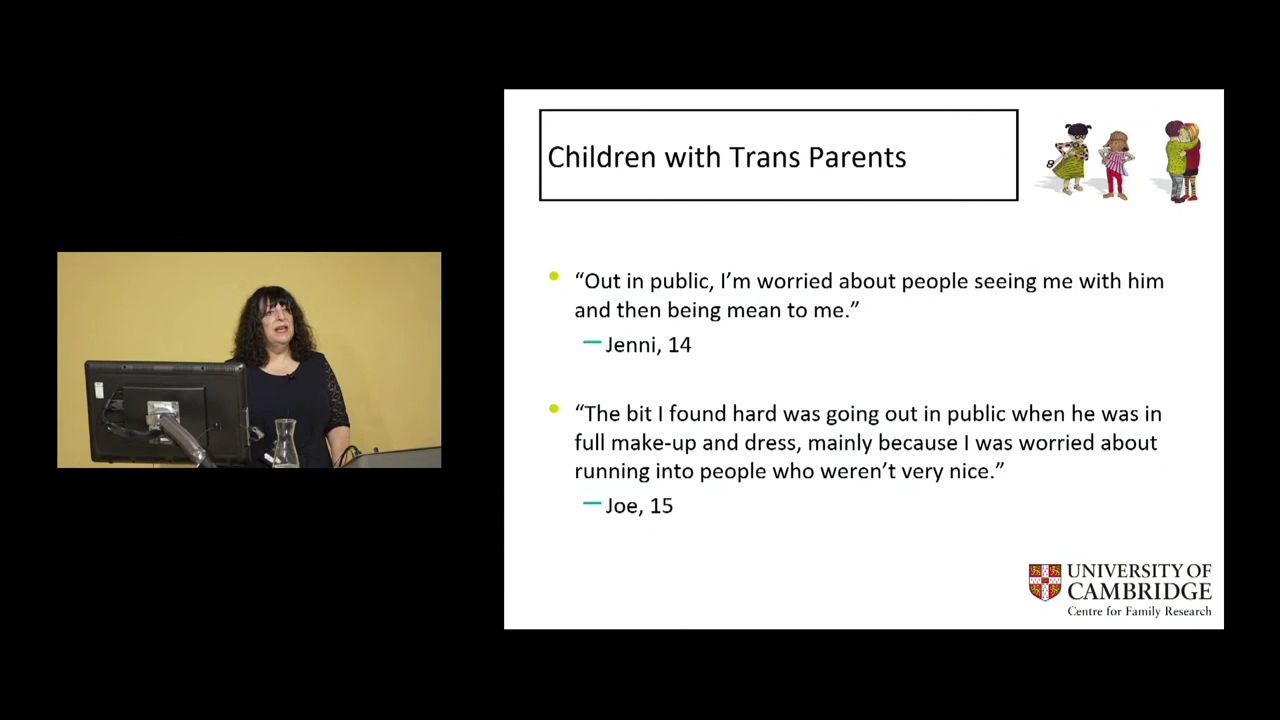 Children with Trans Parents
“Out in public, I’m worried about people seeing me with him
and then being mean to me.”
Jenni, 14
“The bit I found hard was going out in public when he was in
full make-up and dress, mainly because I was worried about
running into people who weren’t very nice.”
Joe, 15
UNIVERSITY OF
CAMBRIDGE
Centre for Family Research